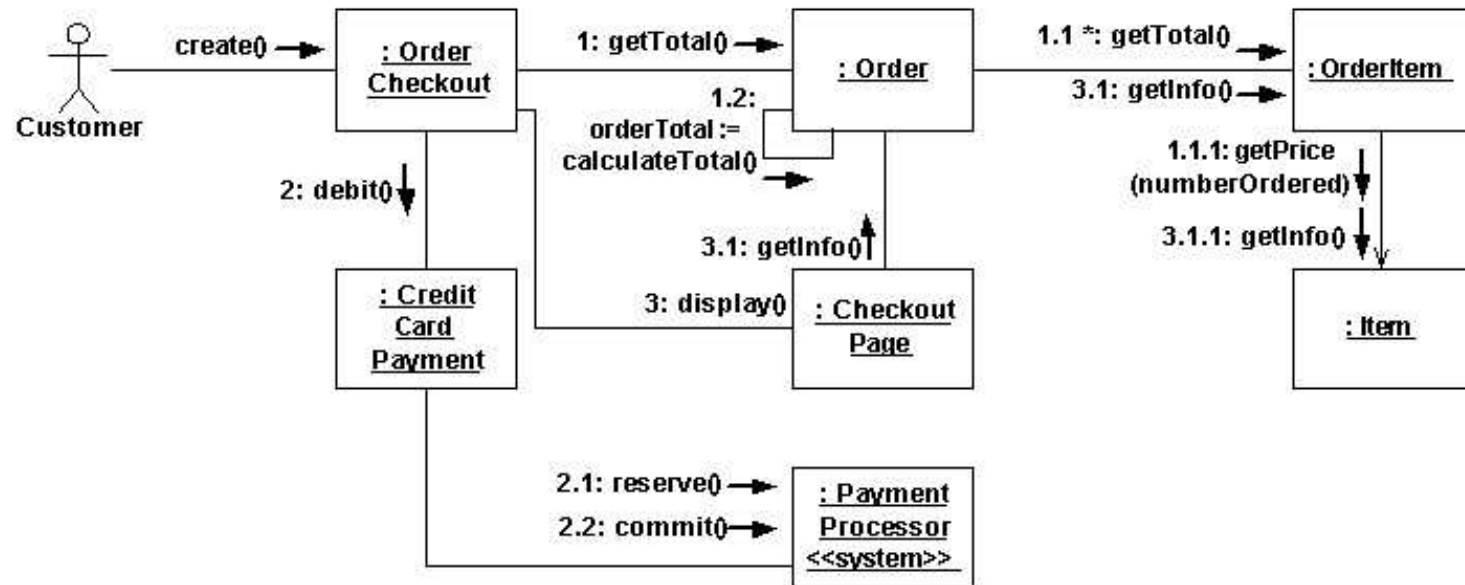 create()
: Order
Checkout
Customer
1: getTotal()
: Order
1.1 *: getTotal()
3.1: getInfo()
: OrderItem
1.2:
orderTotal :=
calculateTotal()
2: debit()
1.1.1: getPrice
(numberOrdered)
3.1.1: getInfo()
3.1: getInfo()
3: display()
: Credit
Card
Payment
: Checkout
Page
: Item
2.1: reserve()
2.2: commit()
: Payment
Processor
<<system>>